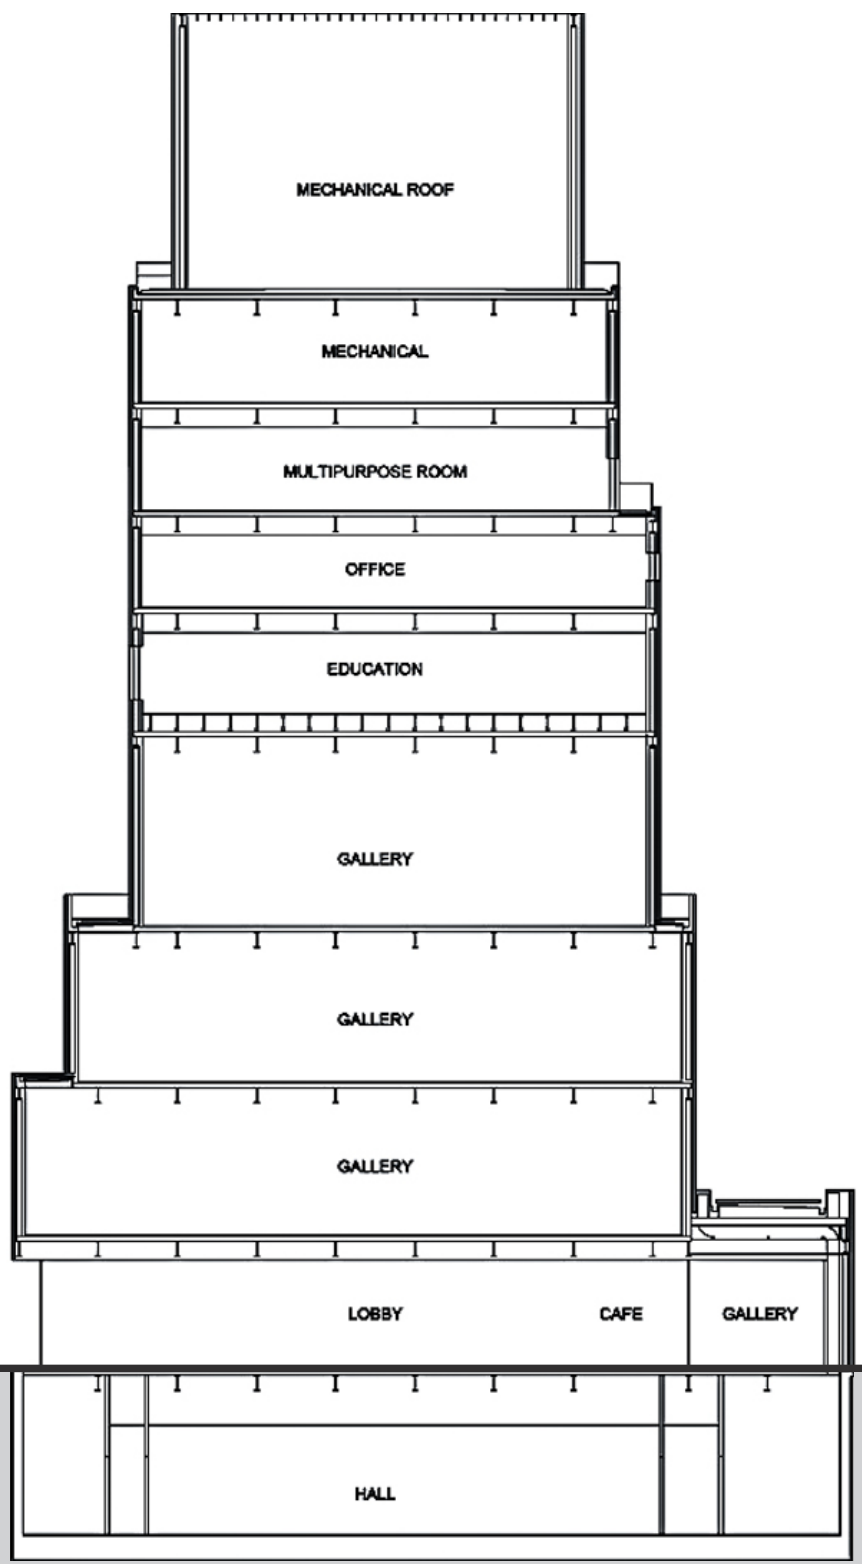 MECHANICAL ROOF
MECHANICAL
MULTIPURPOSE ROOM
OFFICE
EDUCATION
GALLERY
GALLERY
GALLERY
LOBBY CAFE GALLERY
HALL